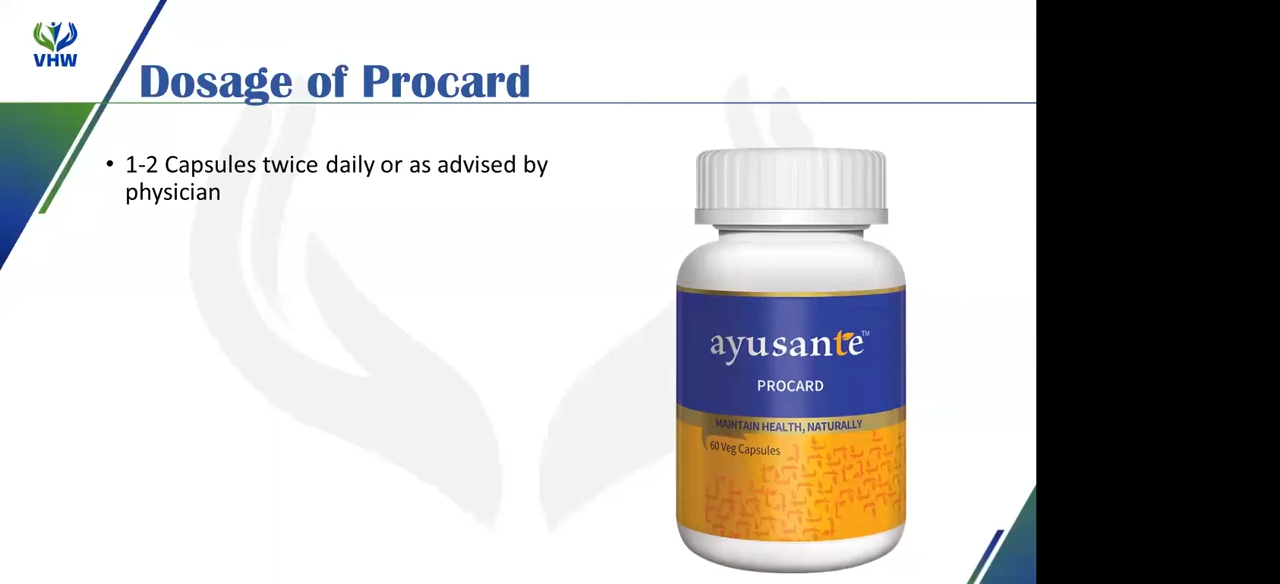 VHW
Dosage of Procard
• 1-2 Capsules twice daily or as advised by
physician
ayusante™
PROCARD
MAINTAIN HEALTH, NATURALLY
60 Veg Capsules